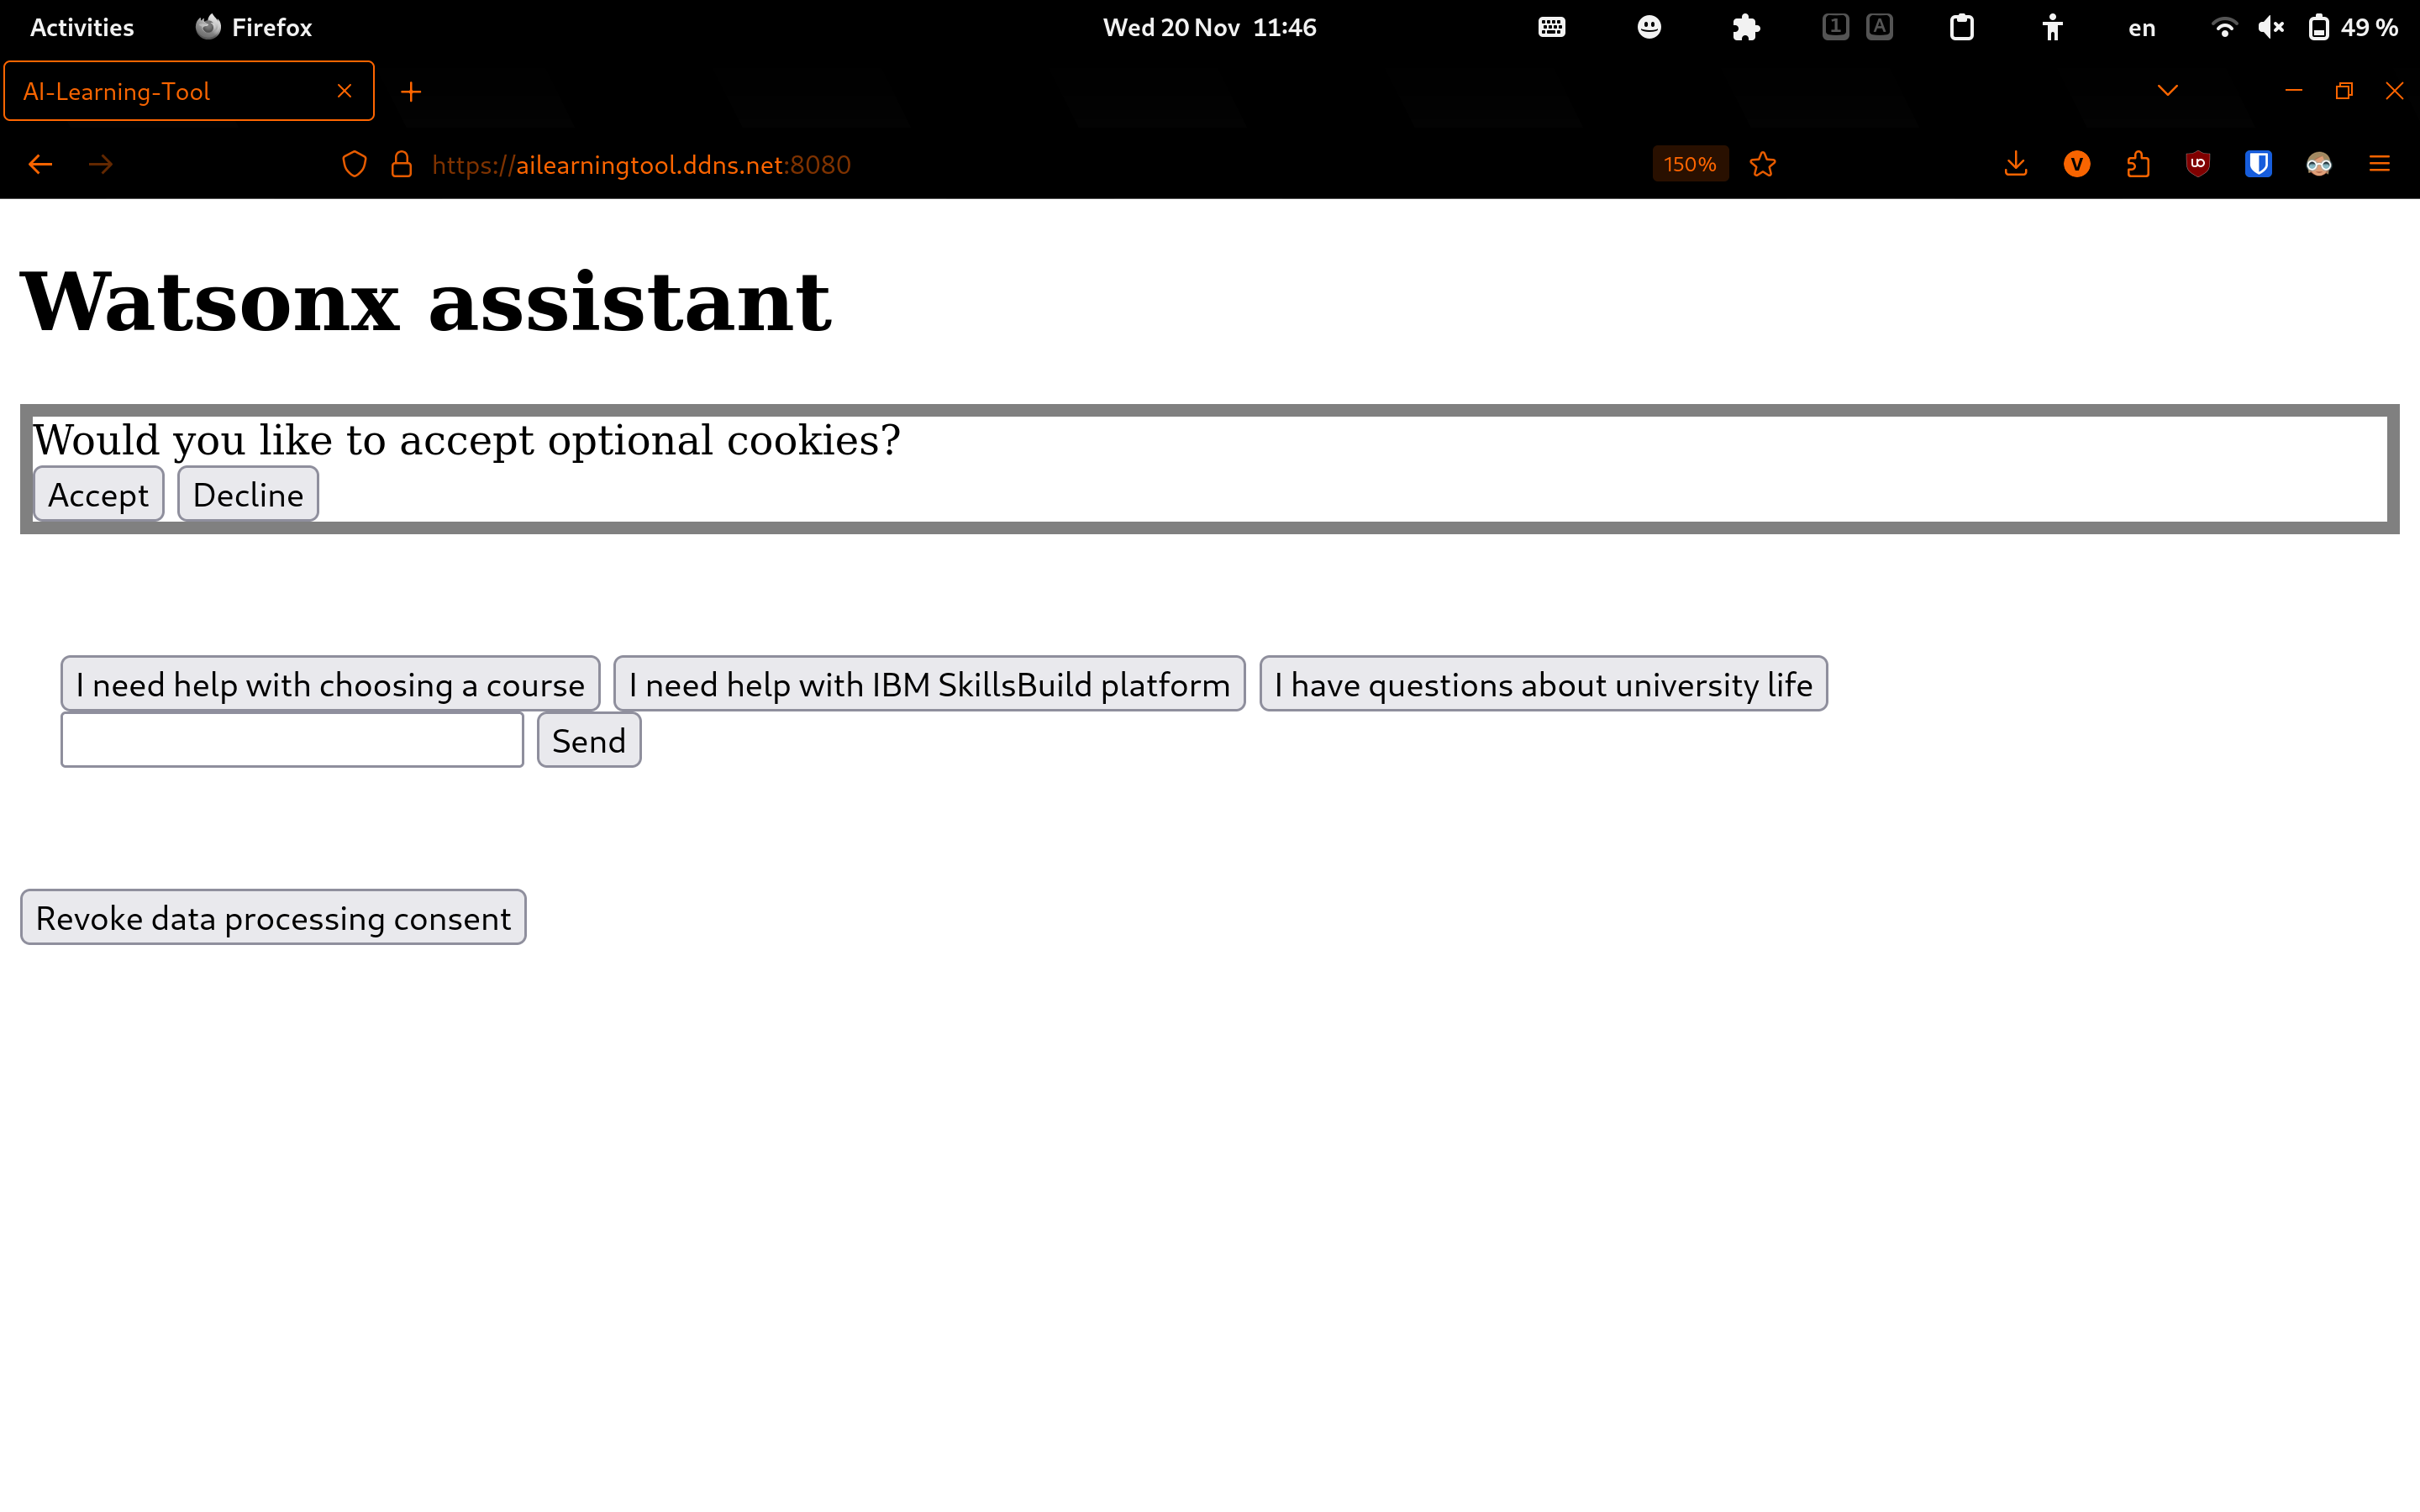 Activities Firefox Wed 20 Nov 11:46 1 A en 49 %
AI-Learning-Tool
https://ailearningtool.ddns.net:8080 150% V UO
Watsonx assistant
Would you like to accept optional cookies?
Accept Decline
I need help with choosing a course I need help with IBM SkillsBuild platform I have questions about university life
Send
Revoke data processing consent